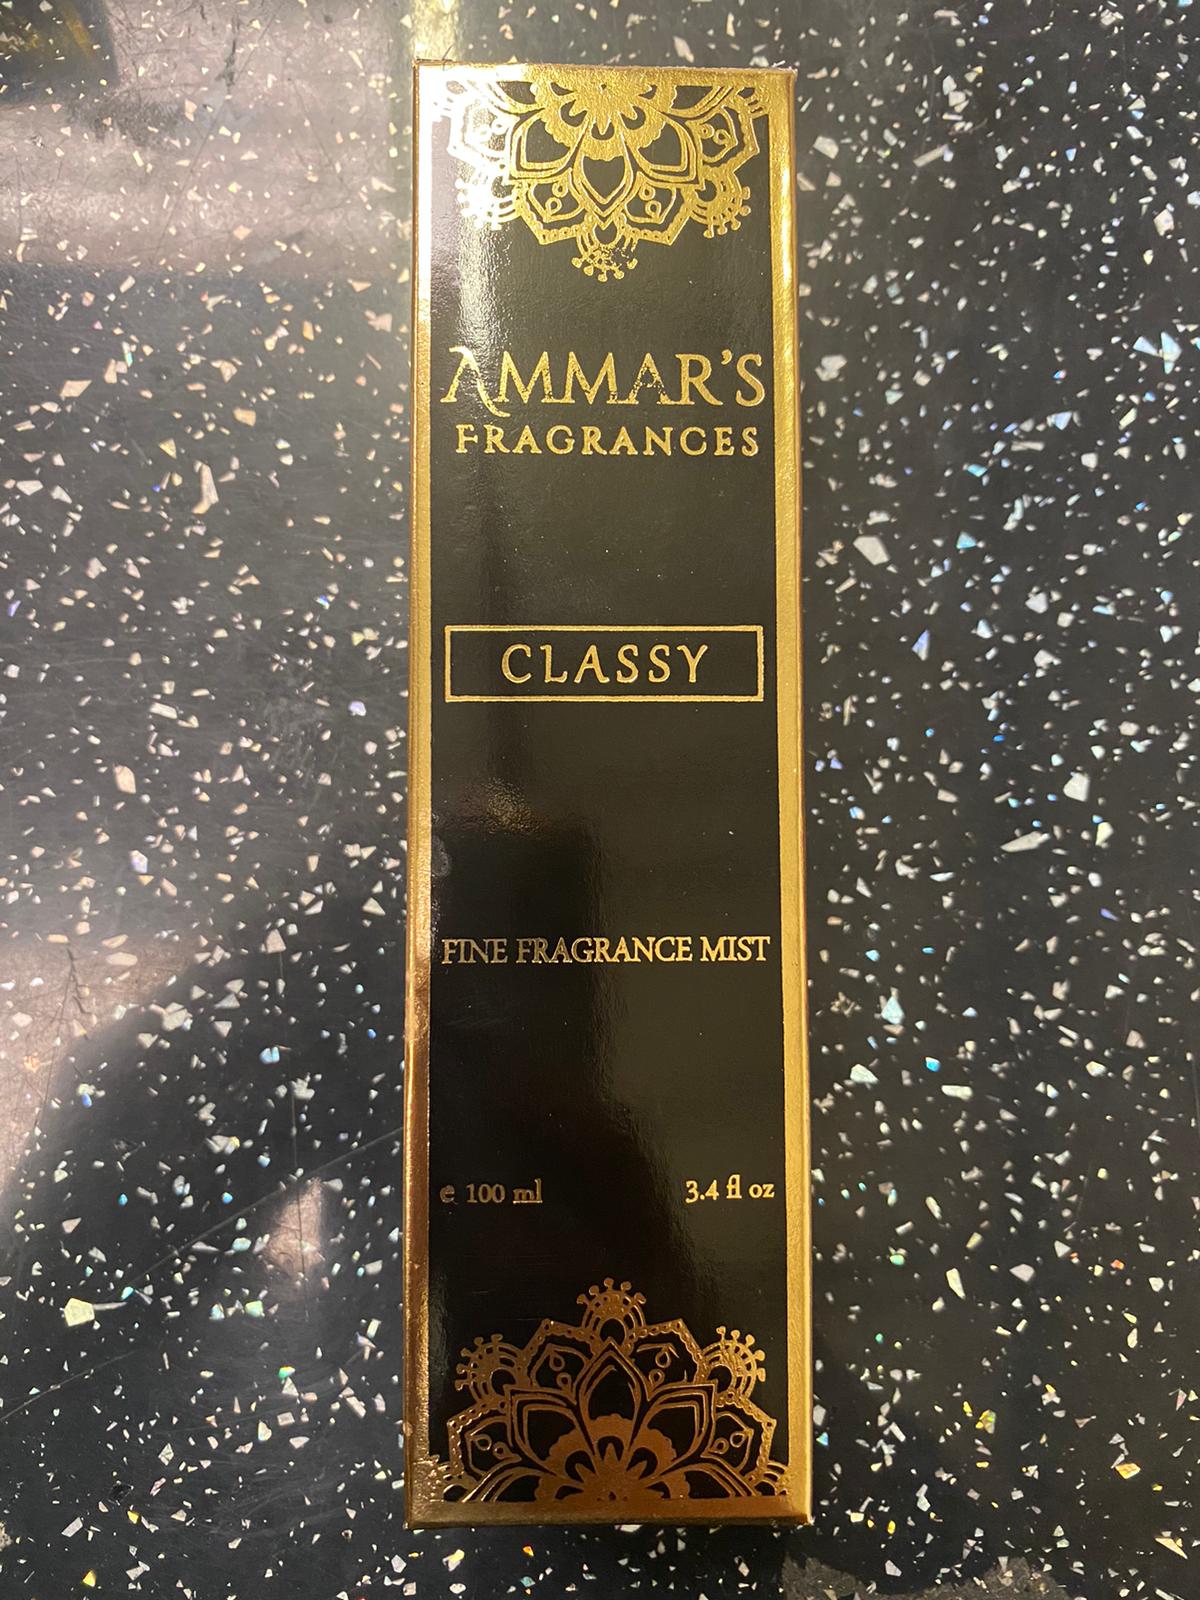 AMMAR'S
FRAGRANCES
CLASSY
FINE FRAGRANCE MIST
e 100 ml 3.4 fl oz